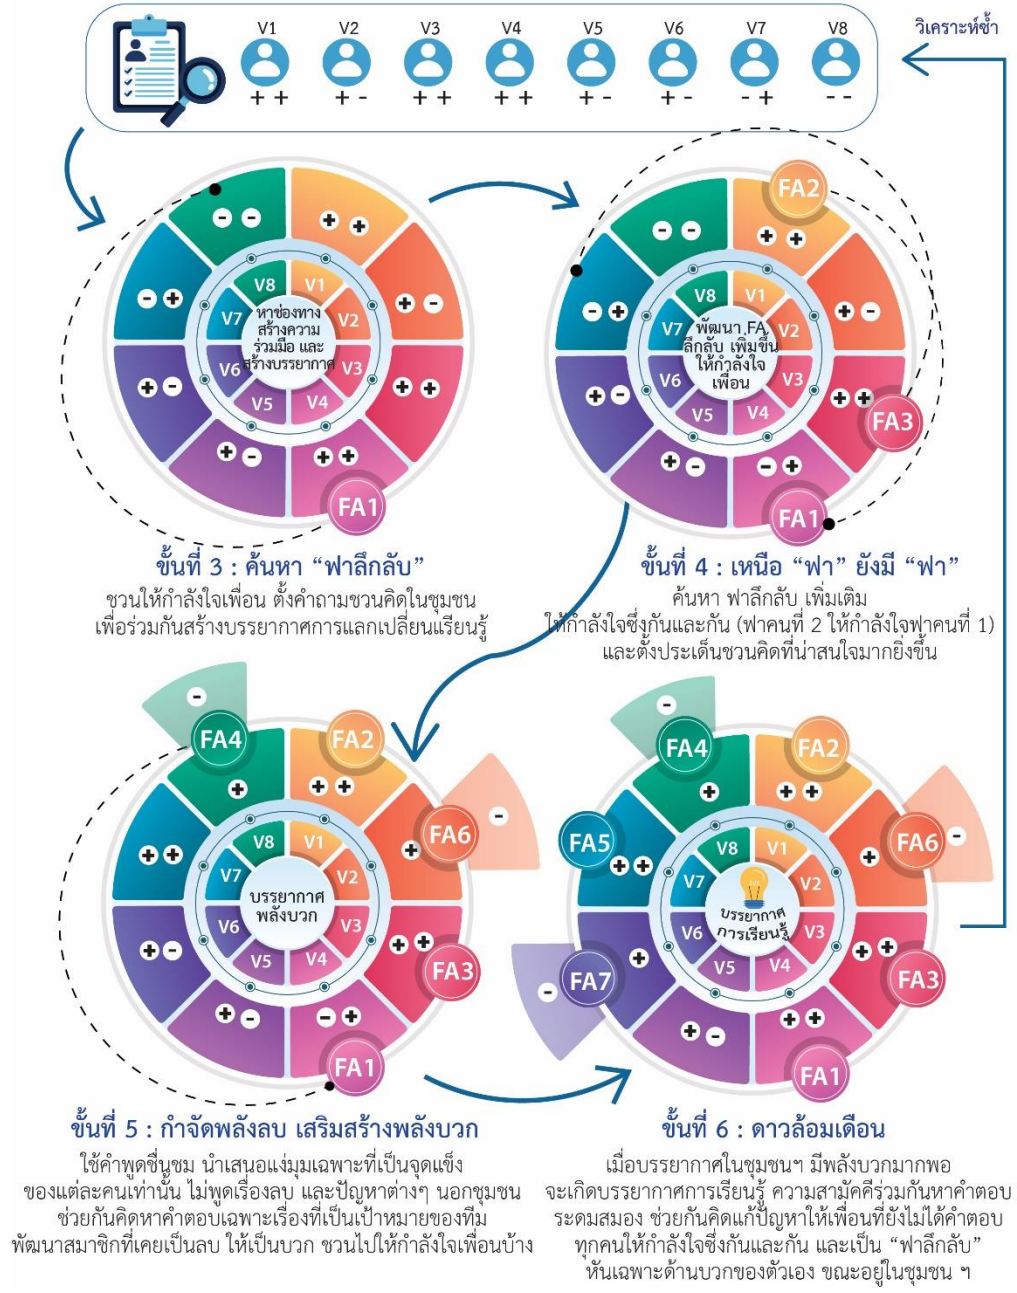 V1 V2 V3 V4 V5 V6 V7 V8
+ + + - + + + + + - + - - + - -
วิเคราะห์ซ้ำ
V1
V2
V3
V4
V5
V6
V7
V8
+ +
+ -
+ +
+ +
+ -
+ -
- +
- -
FA1
หาช่องทาง
สร้างความ
ร่วมมือ และ
สร้างบรรยากาศ
ขั้นที่ 3 : ค้นหา “ฟาลึกลับ”
ชวนให้กำลังใจเพื่อน ตั้งคำถามชวนคิดในชุมชน
เพื่อร่วมกันสร้างบรรยากาศการแลกเปลี่ยนแรียนรู้
V1
V2
V3
V4
V5
V6
V7
V8
+ +
+ -
+ +
- +
+ -
+ -
- +
- -
FA2
FA3
FA1
พัฒนา FA
ลึกลับ เพิ่มขึ้น
ให้กำลังใจ
เพื่อน
ขั้นที่ 4 : เหนือ “ฟา” ยังมี “ฟา”
ค้นหา ฟาลึกลับ เพิ่มเติม
ให้กำลังใจซึ่งกันและกัน (ฟาคนที่ 2 ให้กำลังใจฟาคนที่ 1)
และตั้งประเด็นชวนคิดที่น่าสนใจมากยิ่งขึ้น
V1
V2
V3
V4
V5
V6
V7
V8
+ +
+
-
+ +
- +
+ -
+ -
+ +
+
-
FA4
FA2
FA6
FA3
FA1
บรรยากาศ
พลังบวก
ขั้นที่ 5 : กำจัดพลังลบ เสริมสร้างพลังบวก
ใช้คำพูดชื่นชม นำเสนอแง่มุมเฉพาะที่เป็นจุดแข็ง
ของแต่ละคนเท่านั้น ไม่พูดเรื่องลบ และปัญหาต่างๆ นอกชุมชน
ช่วยกันคิดหาคำตอบเฉพาะเรื่องที่เป็นเป้าหมายของทีม
พัฒนาสมาชิกที่เคยเป็นลบ ให้เป็นบวก ชวนไปให้กำลังใจเพื่อนบ้าง
V1
V2
V3
V4
V5
V6
V7
V8
+ +
+
-
+ +
+ +
+ -
+
-
+ +
+
-
FA4
FA2
FA6
FA3
FA1
FA7
FA5
บรรยากาศ
การเรียนรู้
ขั้นที่ 6 : ดาวล้อมเดือน
เมื่อบรรยากาศในชุมชนฯ มีพลังบวกมากพอ
จะเกิดบรรยากาศการเรียนรู้ ความสามัคคีร่วมกันหาคำตอบ
ระดมสมอง ช่วยกันคิดแก้ปัญหาให้เพื่อนที่ยังไม่ได้คำตอบ
ทุกคนให้กำลังใจซึ่งกันและกัน และเป็น “ฟาลึกลับ”
หันเฉพาะด้านบวกของตัวเอง ขณะอยู่ในชุมชน ฯ